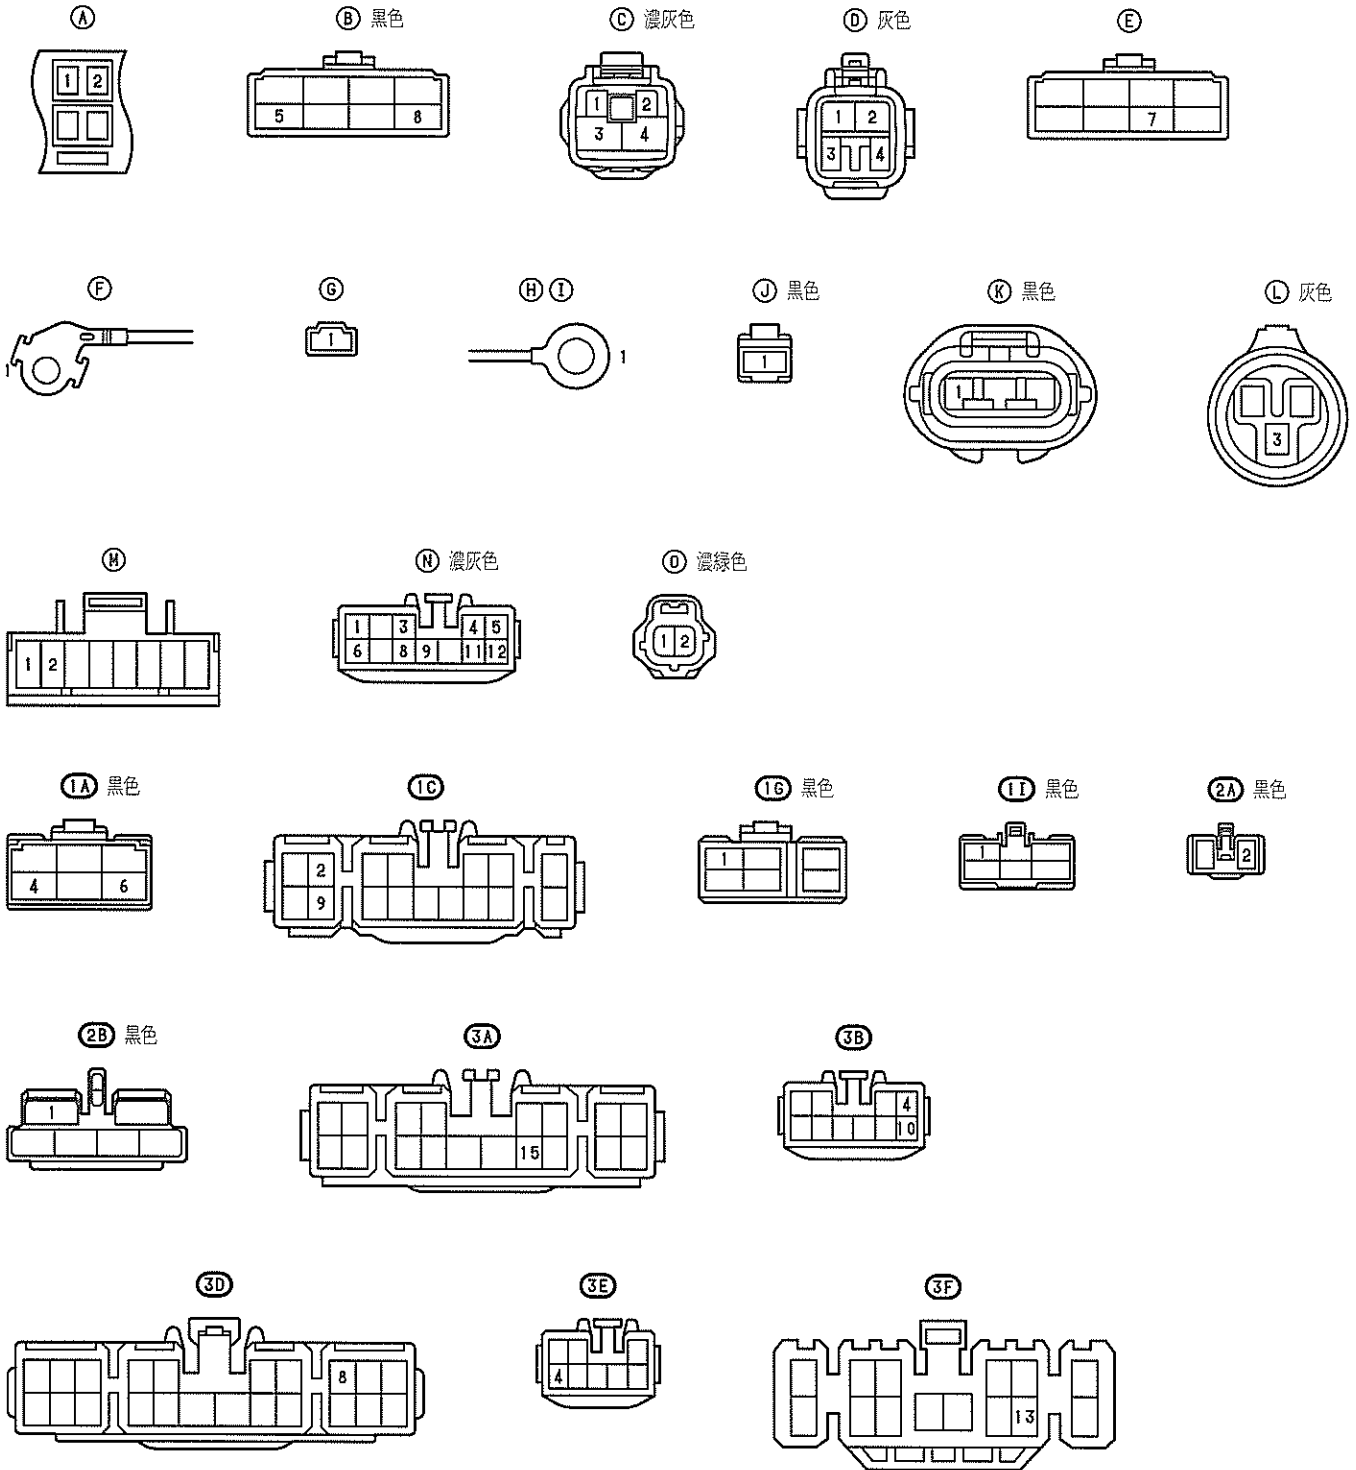 A
B 黒色
C 濃灰色
D 灰色
E
1 2
5 8
1 2
3 4
1 2
3 4
7
F
G
H I
J 黒色
K 黒色
L 灰色
1
1
1
1
1
3
M
N 濃灰色
O 濃緑色
1 2
1 3 4 5
6 8 9 11 12
1 2
1A 黒色
1C
1G 黒色
1I 黒色
2A 黒色
4 6
2
9
1
1
2
2B 黒色
3A
3B
1
15
4
10
3D
3E
3F
8
4
13